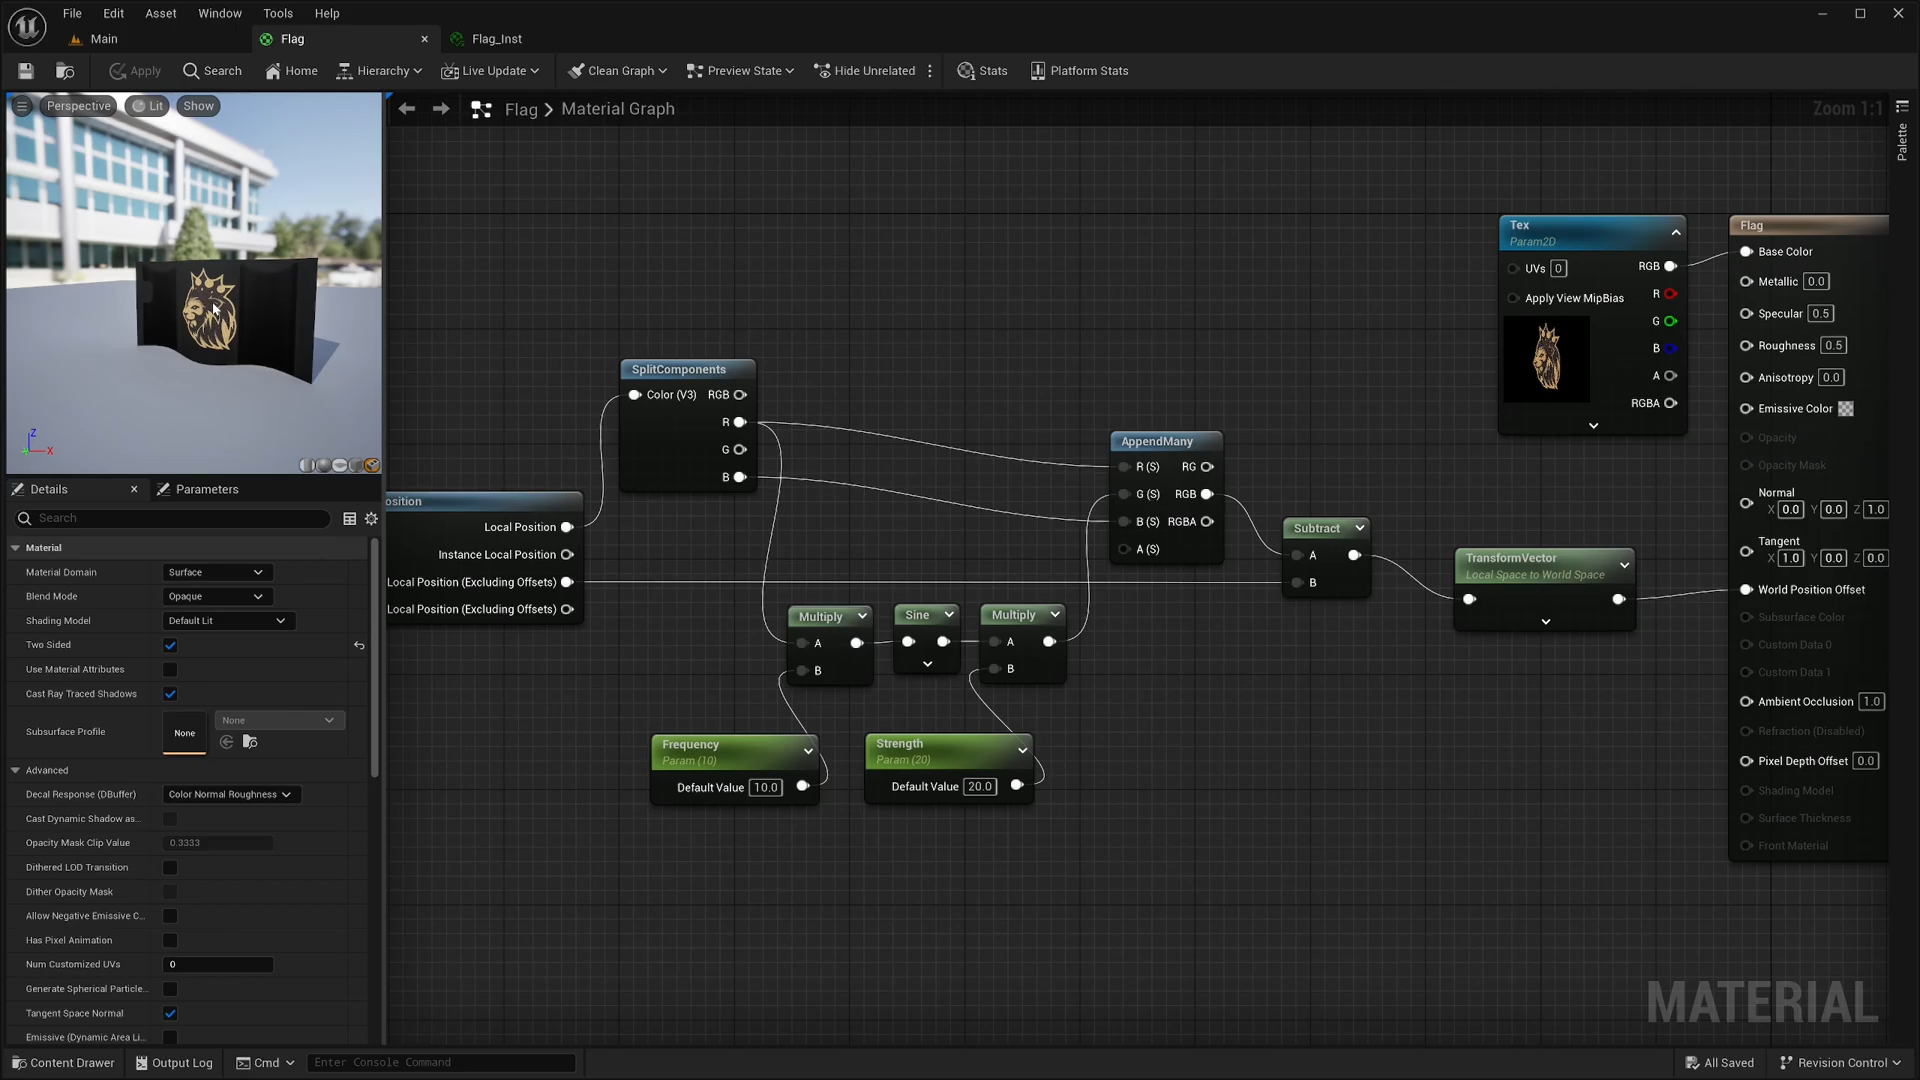 File Edit Asset Window Tools Help
Main Flag Flag_Inst
Apply Search Home Hierarchy Live Update Clean Graph Preview State Hide Unrelated Stats Platform Stats
Perspective Lit Show
Flag > Material Graph Zoom 1:1
Palette
Z
X
Details Parameters
Search
Material
Material Domain Surface
Blend Mode Opaque
Shading Model Default Lit
Two Sided
Use Material Attributes
Cast Ray Traced Shadows
Subsurface Profile None None
Advanced
Decal Response (DBuffer) Color Normal Roughness
Cast Dynamic Shadow as...
Opacity Mask Clip Value 0.3333
Dithered LOD Transition
Dither Opacity Mask
Allow Negative Emissive C...
Has Pixel Animation
Num Customized UVs 0
Generate Spherical Particle...
Tangent Space Normal
Emissive (Dynamic Area Li...
osition
Local Position
Instance Local Position
Local Position (Excluding Offsets)
Local Position (Excluding Offsets)
SplitComponents
Color (V3) RGB
R
G
B
Multiply
A
B
Sine
Multiply
A
B
Frequency
Param (10)
Default Value 10.0
Strength
Param (20)
Default Value 20.0
AppendMany
R (S) RG
G (S) RGB
B (S) RGBA
A (S)
Subtract
A
B
TransformVector
Local Space to World Space
Tex
Param2D
UVs 0 RGB
Apply View MipBias R
G
B
A
RGBA
Flag
Base Color
Metallic 0.0
Specular 0.5
Roughness 0.5
Anisotropy 0.0
Emissive Color
Opacity
Opacity Mask
Normal
X 0.0 Y 0.0 Z 1.0
Tangent
X 1.0 Y 0.0 Z 0.0
World Position Offset
Subsurface Color
Custom Data 0
Custom Data 1
Ambient Occlusion 1.0
Refraction (Disabled)
Pixel Depth Offset 0.0
Shading Model
Surface Thickness
Front Material
MATERIAL
Content Drawer Output Log Cmd Enter Console Command All Saved Revision Control